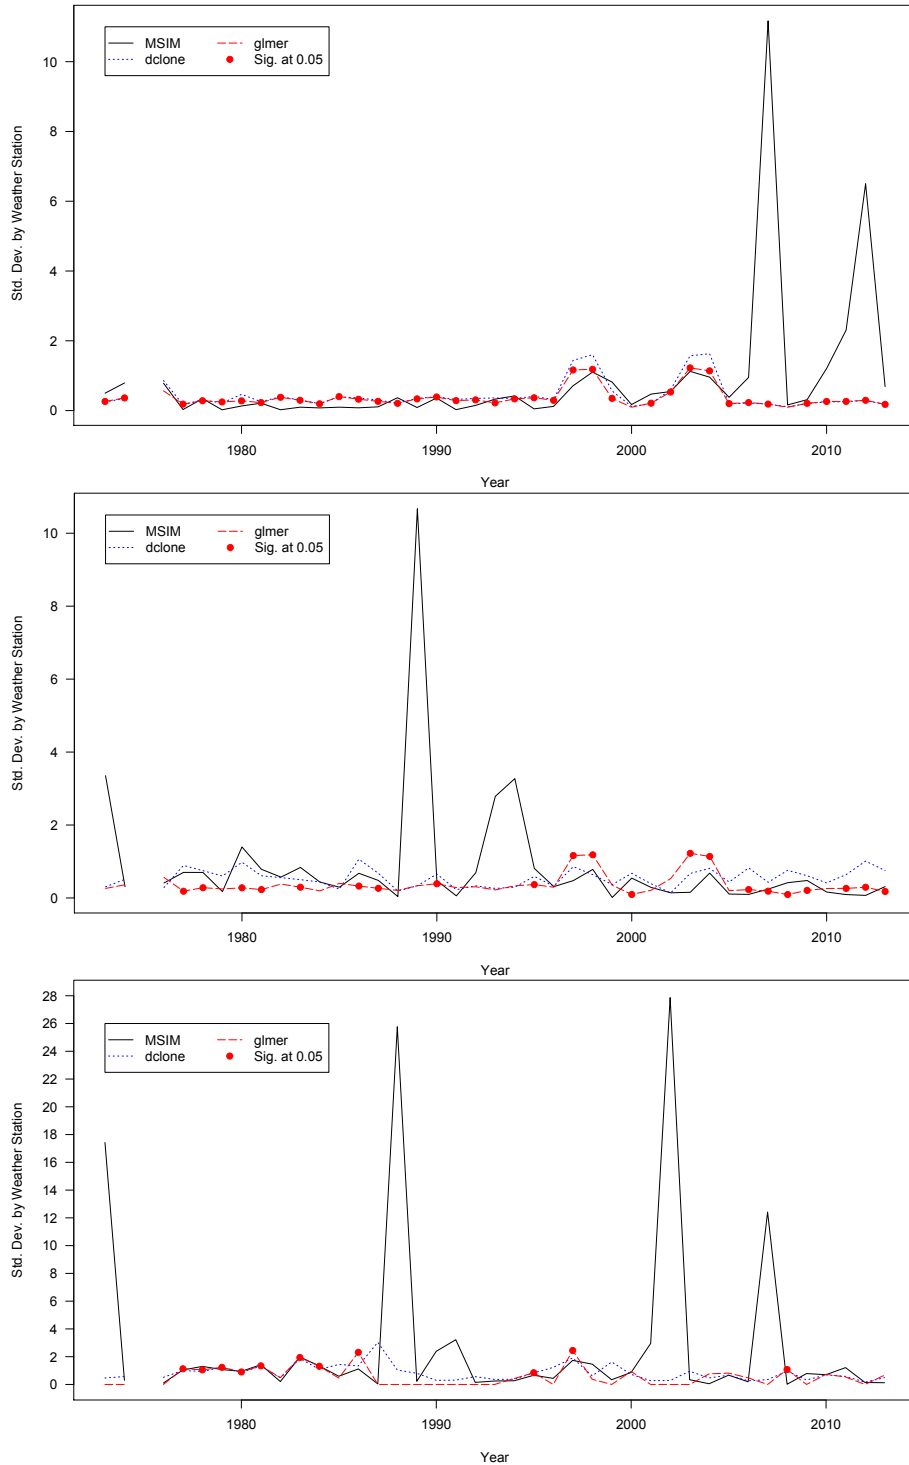 Std. Dev. by Weather Station
MSIM glmer
dclone Sig. at 0.05
10
8
6
4
2
0
1980 1990 2000 2010
Year
Std. Dev. by Weather Station
MSIM glmer
dclone Sig. at 0.05
10
8
6
4
2
0
1980 1990 2000 2010
Year
Std. Dev. by Weather Station
MSIM glmer
dclone Sig. at 0.05
28
26
24
22
20
18
16
14
12
10
8
6
4
2
0
1980 1990 2000 2010
Year